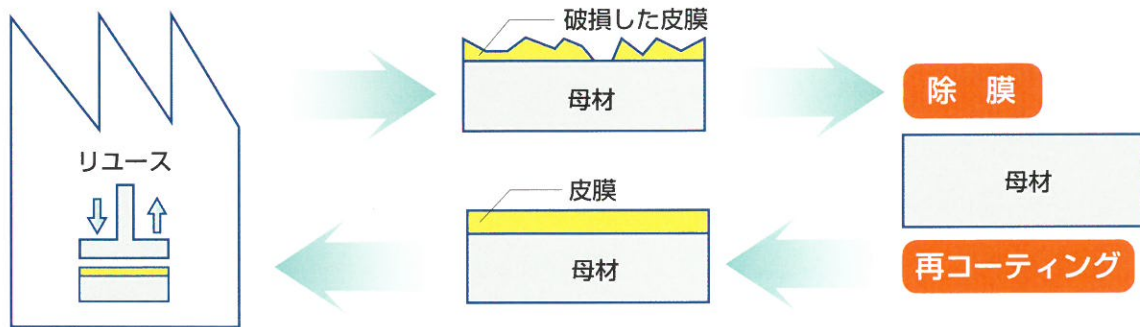 破損した皮膜
母材
除 膜
リユース
母材
皮膜
母材
再コーティング